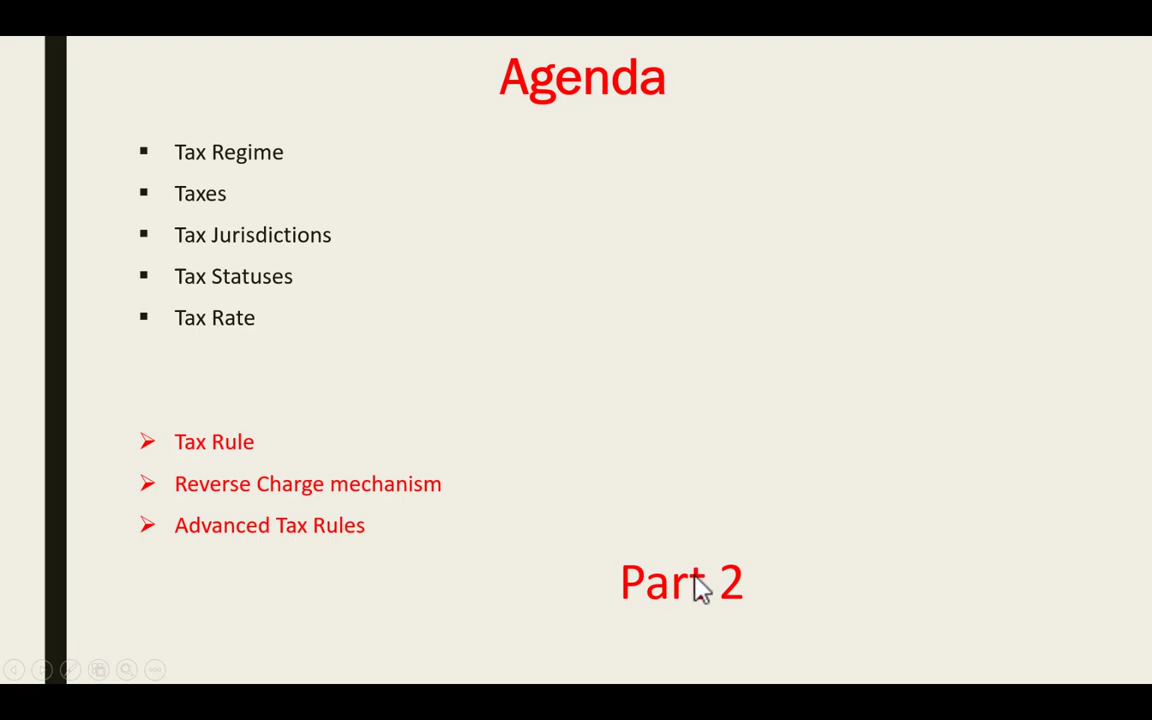 Agenda
Tax Regime
Taxes
Tax Jurisdictions
Tax Statuses
Tax Rate
Tax Rule
Reverse Charge mechanism
Advanced Tax Rules
Part 2